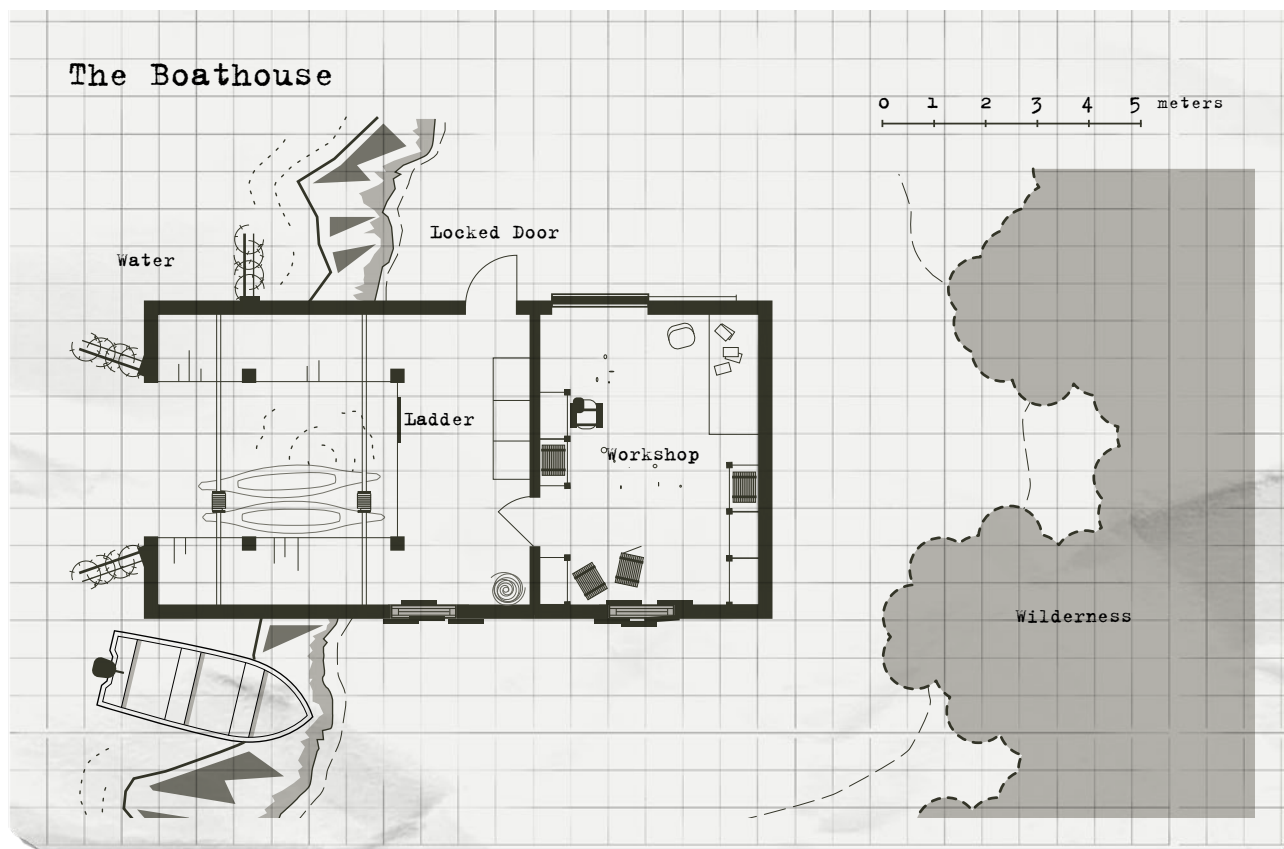 The Boathouse
0 1 2 3 4 5 meters
Locked Door
Water
Ladder
Workshop
Wilderness